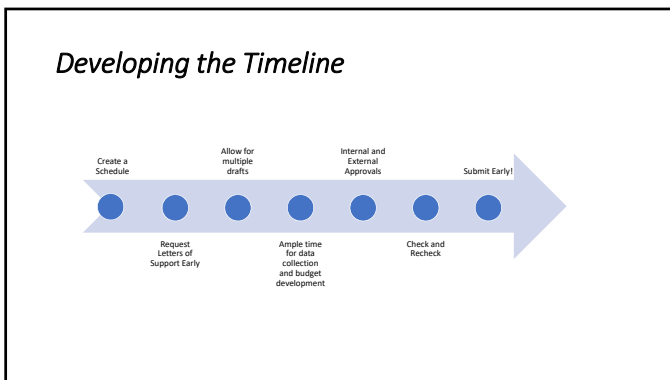 Developing the Timeline
Create a
Schedule
Request
Letters of
Support Early
Allow for
multiple
drafts
Ample time
for data
collection
and budget
development
Internal and
External
Approvals
Check and
Recheck
Submit Early!